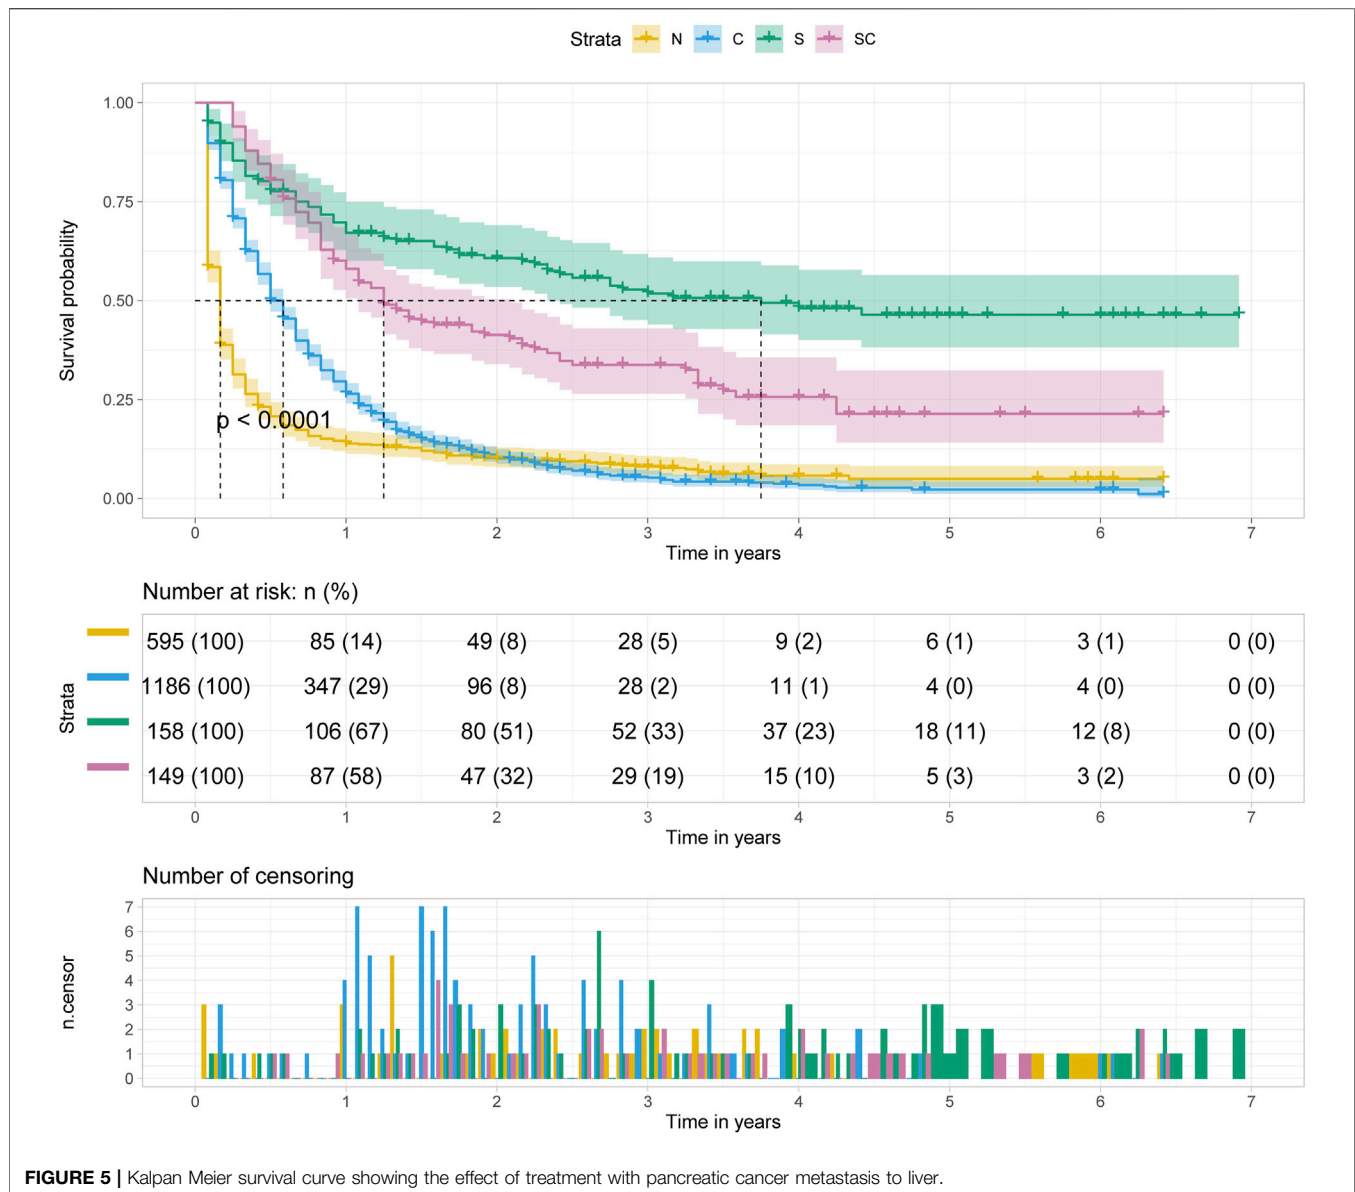 Strata N C S SC
1.00
0.75
0.50
0.25
0.00
Survival probability
p < 0.0001
0 1 2 3 4 5 6 7
Time in years
Number at risk: n (%)
Strata
595 (100) 85 (14) 49 (8) 28 (5) 9 (2) 6 (1) 3 (1) 0 (0)
1186 (100) 347 (29) 96 (8) 28 (2) 11 (1) 4 (0) 4 (0) 0 (0)
158 (100) 106 (67) 80 (51) 52 (33) 37 (23) 18 (11) 12 (8) 0 (0)
149 (100) 87 (58) 47 (32) 29 (19) 15 (10) 5 (3) 3 (2) 0 (0)
0 1 2 3 4 5 6 7
Time in years
Number of censoring
7
6
5
4
3
2
1
0
n.censor
0 1 2 3 4 5 6 7
Time in years
FIGURE 5 | Kalpan Meier survival curve showing the effect of treatment with pancreatic cancer metastasis to liver.